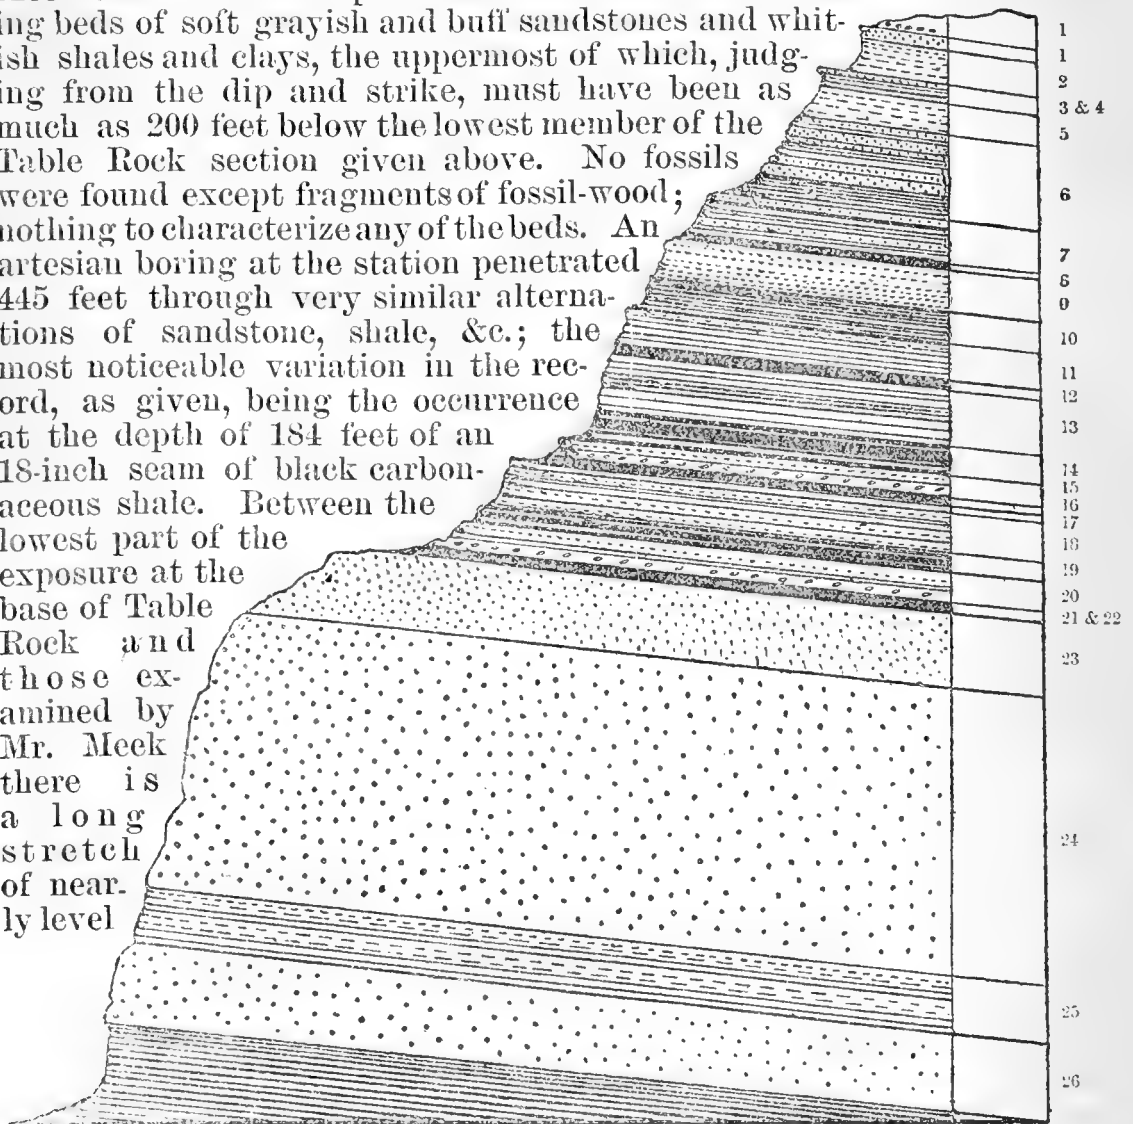 ing beds of soft grayish and buff sandstones and whit-
ish shales and clays, the uppermost of which, judg-
ing from the dip and strike, must have been as
much as 200 feet below the lowest member of the
Table Rock section given above. No fossils
were found except fragments of fossil-wood;
nothing to characterize any of the beds. An
artesian boring at the station penetrated
445 feet through very similar alterna-
tions of sandstone, shale, &c.; the
most noticeable variation in the rec-
ord, as given, being the occurrence
at the depth of 184 feet of an
18-inch seam of black carbon-
aceous shale. Between the
lowest part of the
exposure at the
base of Table
Rock and
those ex-
amined by
Mr. Meek
there is
a long
stretch
of near-
ly level
1
1
2
3 & 4
5
6
7
8
9
10
11
12
13
14
15
16
17
18
19
20
21 & 22
23
24
25
26